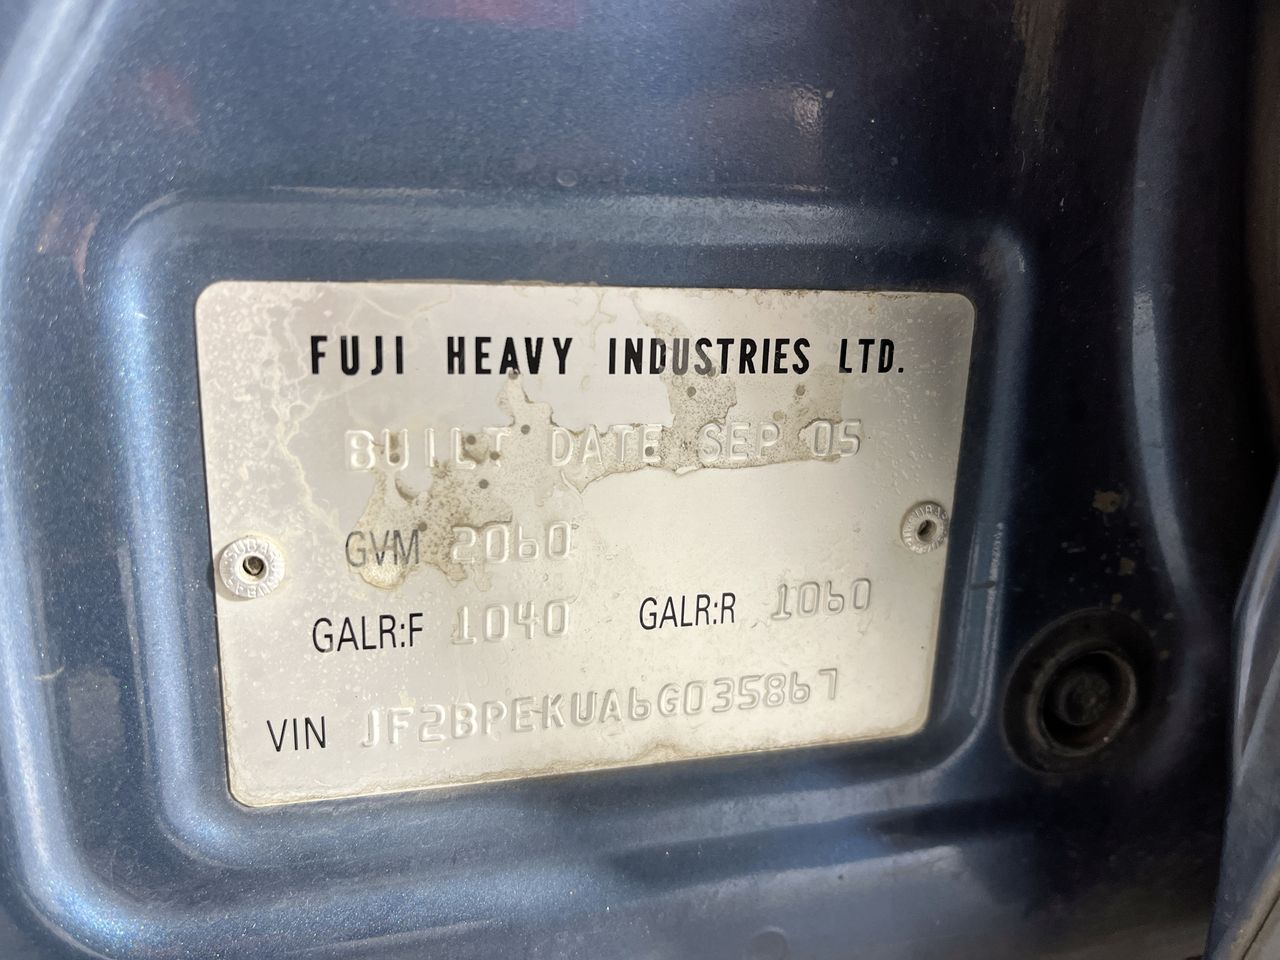 FUJI HEAVY INDUSTRIES LTD.
BUILT DATE SEP 05
GVM 2060
GALR:F 1040 GALR:R 1060
VIN JF2BPEKUA6G035867